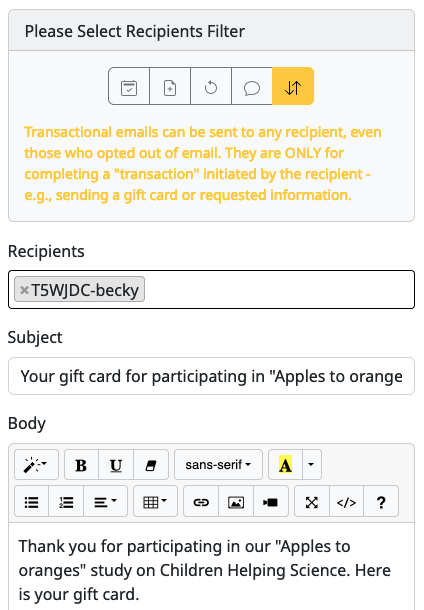 Please Select Recipients Filter
Transactional emails can be sent to any recipient, even
those who opted out of email. They are ONLY for
completing a "transaction" initiated by the recipient -
e.g., sending a gift card or requested information.
Recipients
×T5WJDC-becky
Subject
Your gift card for participating in "Apples to orange
Body
B U sans-serif A
</> ?
Thank you for participating in our "Apples to
oranges" study on Children Helping Science. Here
is your gift card.